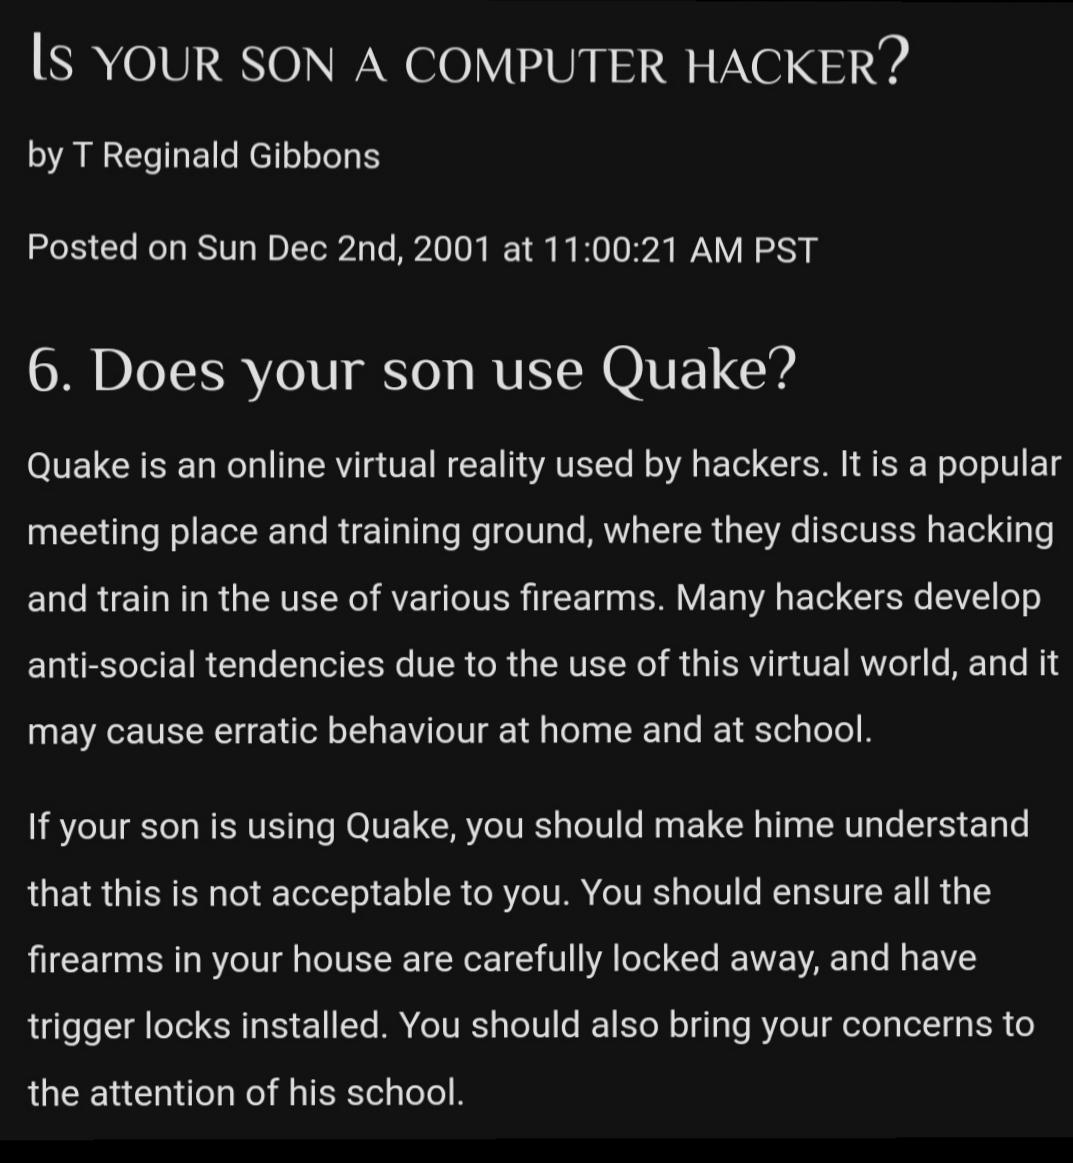 Is your son a computer hacker?
by T Reginald Gibbons
Posted on Sun Dec 2nd, 2001 at 11:00:21 AM PST
6. Does your son use Quake?
Quake is an online virtual reality used by hackers. It is a popular
meeting place and training ground, where they discuss hacking
and train in the use of various firearms. Many hackers develop
anti-social tendencies due to the use of this virtual world, and it
may cause erratic behaviour at home and at school.
If your son is using Quake, you should make hime understand
that this is not acceptable to you. You should ensure all the
firearms in your house are carefully locked away, and have
trigger locks installed. You should also bring your concerns to
the attention of his school.